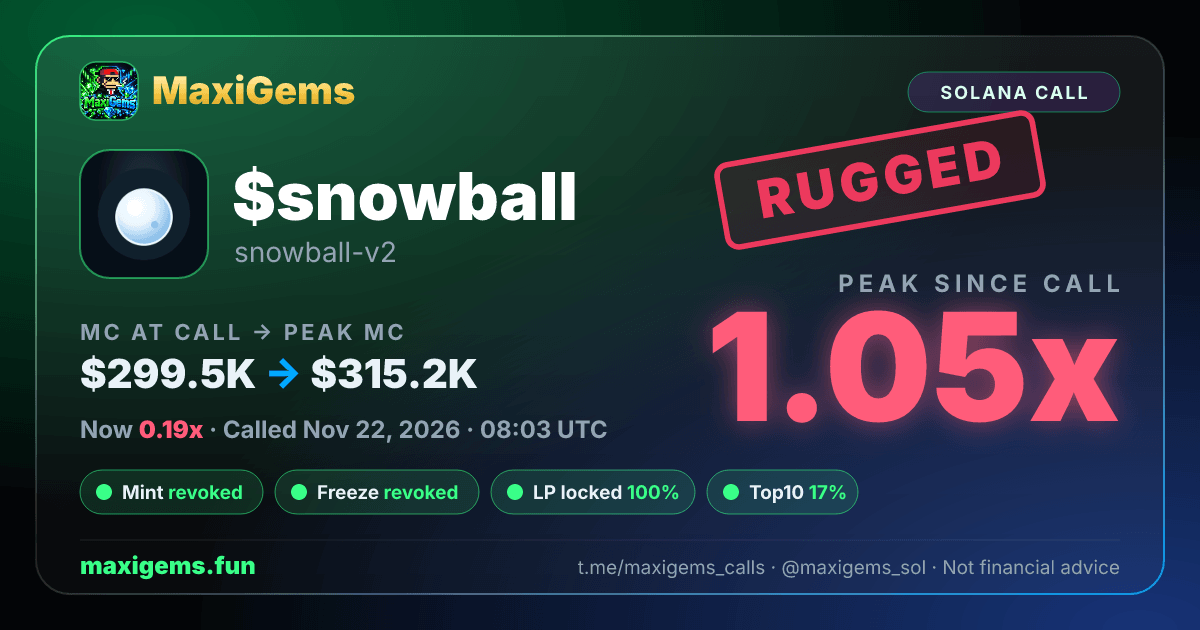 MaxiGems
MaxiGems
SOLANA CALL
RUGGED
$snowball
snowball-v2
PEAK SINCE CALL
1.05x
MC AT CALL → PEAK MC
$299.5K → $315.2K
Now 0.19x · Called Nov 22, 2026 · 08:03 UTC
Mint revoked
Freeze revoked
LP locked 100%
Top10 17%
maxigems.fun
t.me/maxigems_calls · @maxigems_sol · Not financial advice